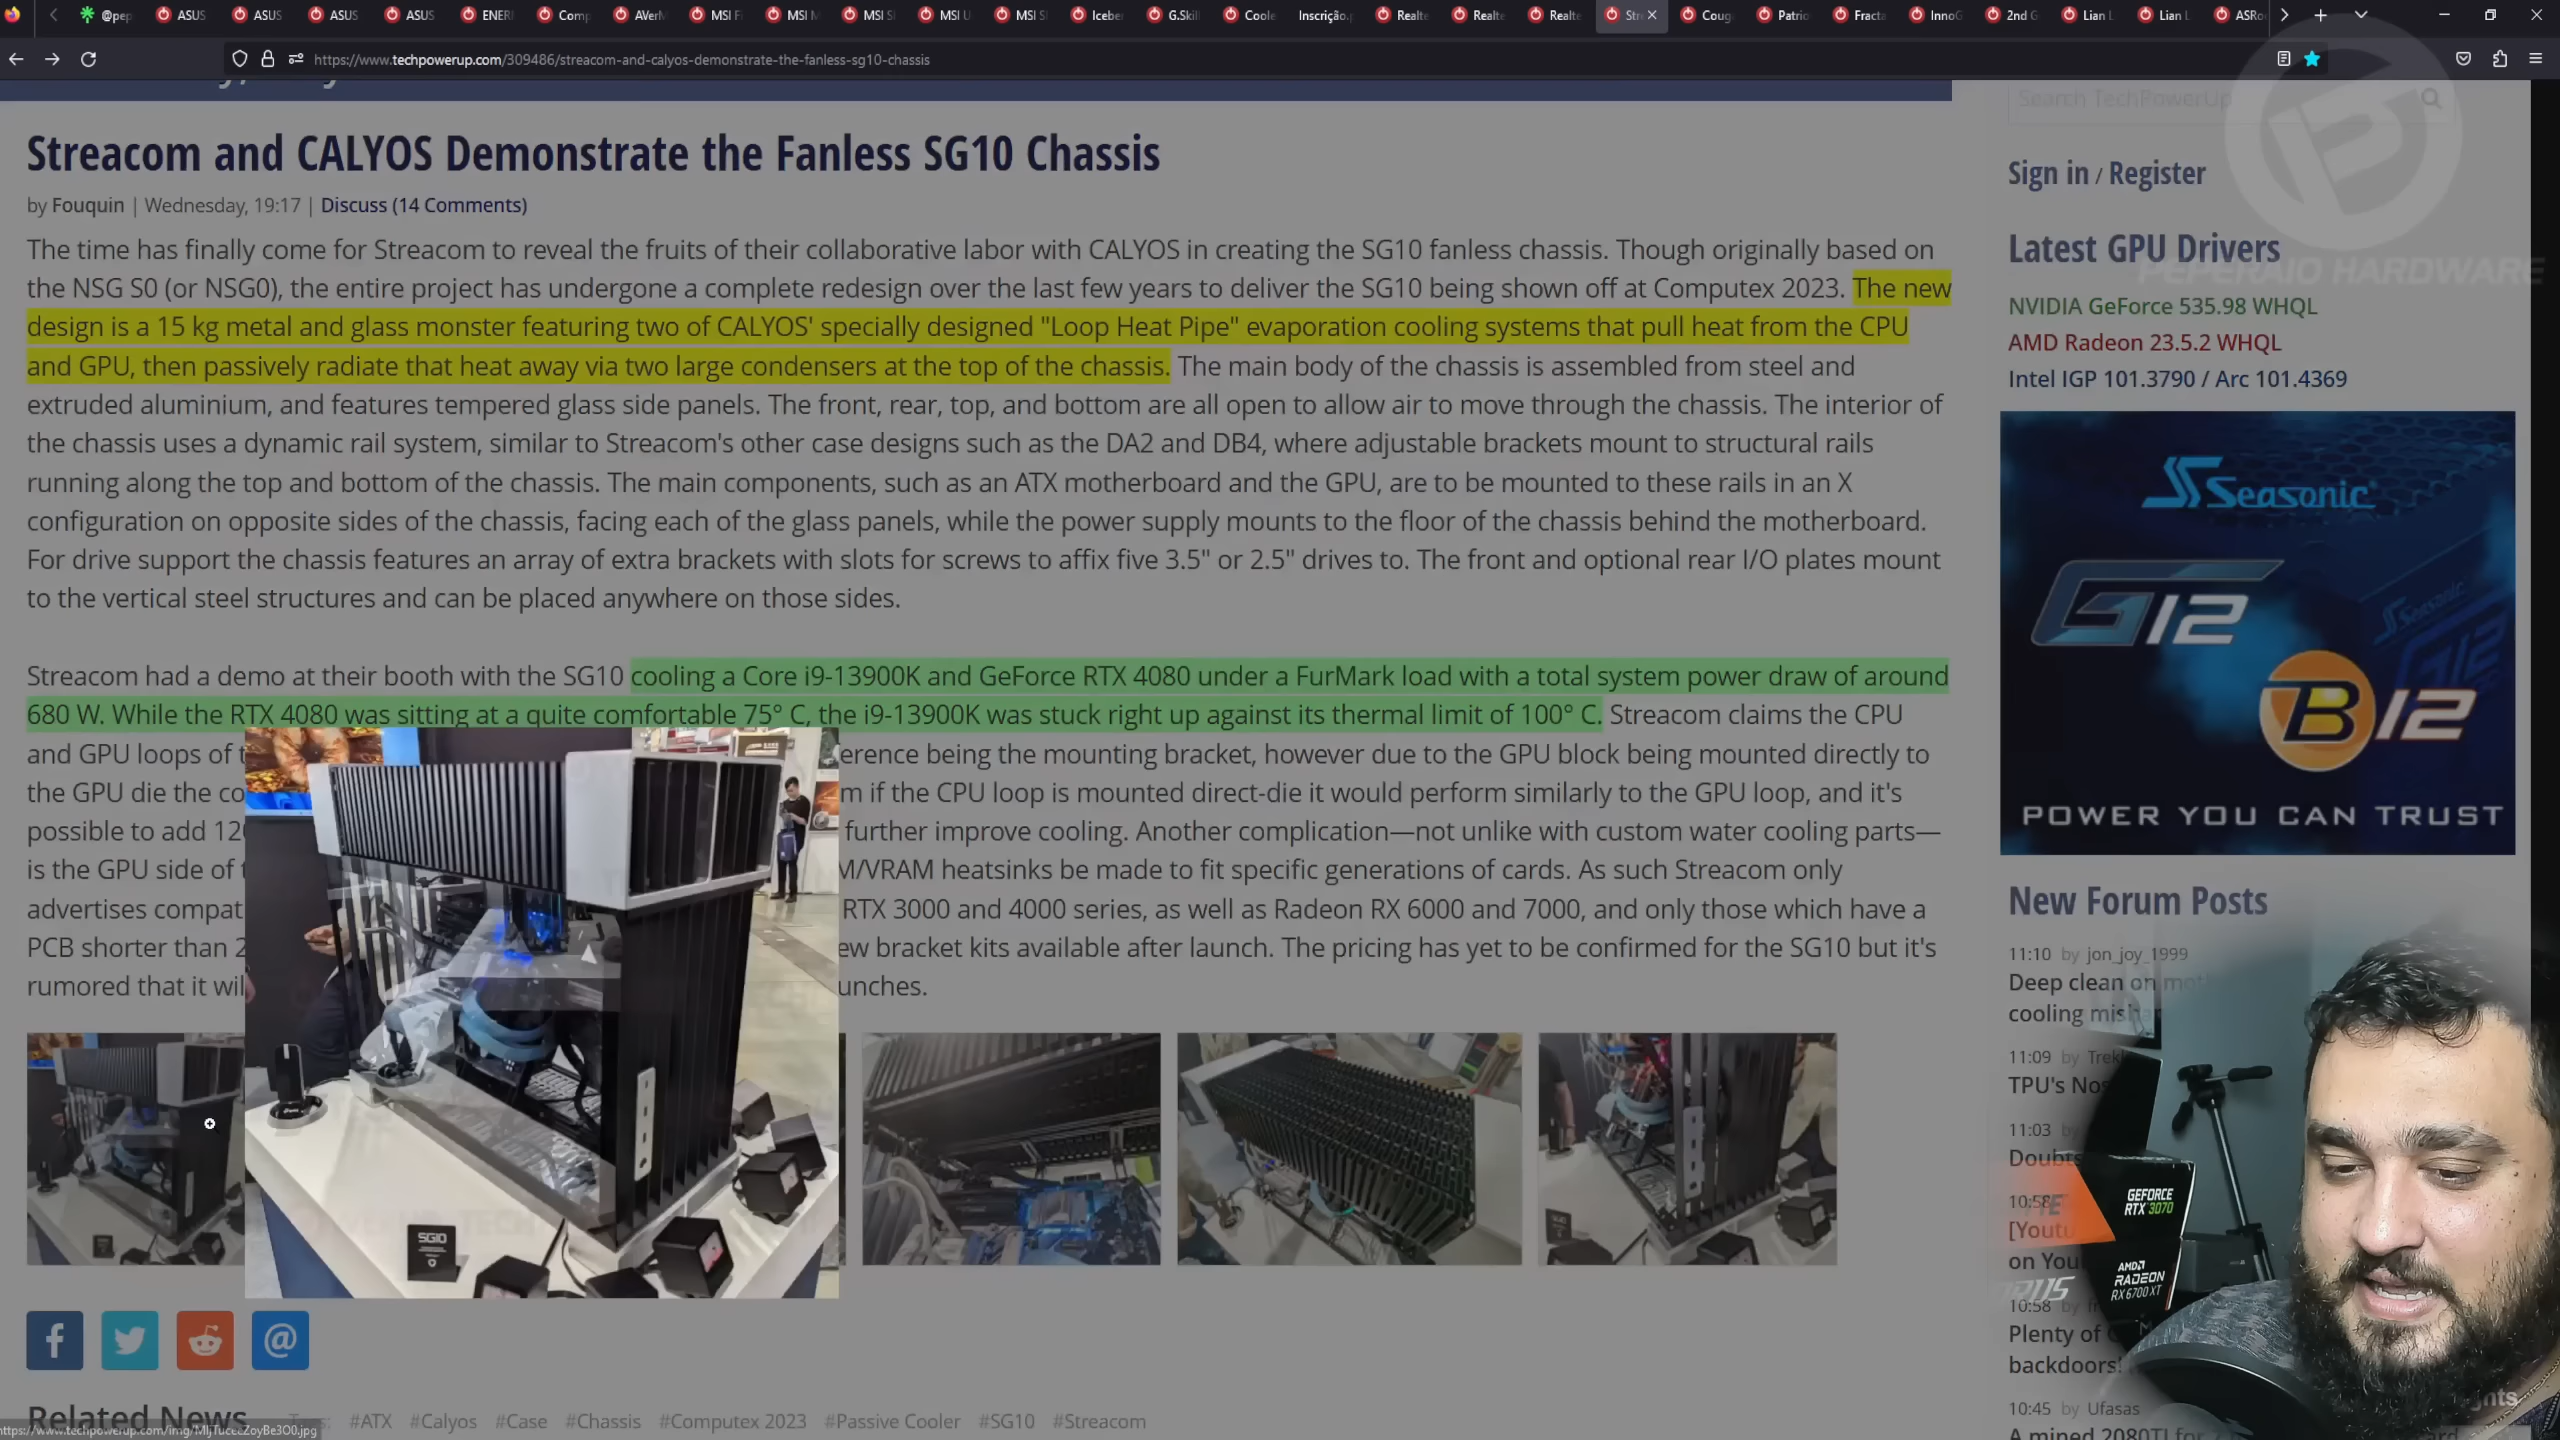 @pep
ASUS
ASUS
ASUS
ASUS
ENER
Comp
AVerM
MSI F
MSI M
MSI S
MSI U
MSI S
Iceber
G.Skill
Coole
Inscrição
Realte
Realte
Realte
Str
Couga
Patrio
Fracta
InnoG
2nd G
Lian L
Lian L
ASRo
https://www.techpowerup.com/309486/streacom-and-calyos-demonstrate-the-fanless-sg10-chassis
Streacom and CALYOS Demonstrate the Fanless SG10 Chassis
by Fouquin | Wednesday, 19:17 | Discuss (14 Comments)
The time has finally come for Streacom to reveal the fruits of their collaborative labor with CALYOS in creating the SG10 fanless chassis. Though originally based on
the NSG S0 (or NSG0), the entire project has undergone a complete redesign over the last few years to deliver the SG10 being shown off at Computex 2023. The new
design is a 15 kg metal and glass monster featuring two of CALYOS' specially designed "Loop Heat Pipe" evaporation cooling systems that pull heat from the CPU
and GPU, then passively radiate that heat away via two large condensers at the top of the chassis. The main body of the chassis is assembled from steel and
extruded aluminium, and features tempered glass side panels. The front, rear, top, and bottom are all open to allow air to move through the chassis. The interior of
the chassis uses a dynamic rail system, similar to Streacom's other case designs such as the DA2 and DB4, where adjustable brackets mount to structural rails
running along the top and bottom of the chassis. The main components, such as an ATX motherboard and the GPU, are to be mounted to these rails in an X
configuration on opposite sides of the chassis, facing each of the glass panels, while the power supply mounts to the floor of the chassis behind the motherboard.
For drive support the chassis features an array of extra brackets with slots for screws to affix five 3.5" or 2.5" drives to. The front and optional rear I/O plates mount
to the vertical steel structures and can be placed anywhere on those sides.
Streacom had a demo at their booth with the SG10 cooling a Core i9-13900K and GeForce RTX 4080 under a FurMark load with a total system power draw of around
680 W. While the RTX 4080 was sitting at a quite comfortable 75° C, the i9-13900K was stuck right up against its thermal limit of 100° C. Streacom claims the CPU
and GPU loops of t erence being the mounting bracket, however due to the GPU block being mounted directly to
the GPU die the co m if the CPU loop is mounted direct-die it would perform similarly to the GPU loop, and it's
possible to add 12 further improve cooling. Another complication—not unlike with custom water cooling parts—
is the GPU side of t M/VRAM heatsinks be made to fit specific generations of cards. As such Streacom only
advertises compat RTX 3000 and 4000 series, as well as Radeon RX 6000 and 7000, and only those which have a
PCB shorter than 2 ew bracket kits available after launch. The pricing has yet to be confirmed for the SG10 but it's
rumored that it wil unches.
SG10
Related News
#ATX #Calyos #Case #Chassis #Computex 2023 #Passive Cooler #SG10 #Streacom
Search TechPowerUp
PEPERAIO HARDWARE
Sign in / Register
Latest GPU Drivers
NVIDIA GeForce 535.98 WHQL
AMD Radeon 23.5.2 WHQL
Intel IGP 101.3790 / Arc 101.4369
Seasonic
G12
B12
POWER YOU CAN TRUST
New Forum Posts
11:10 by jon_joy_1999
Deep clean on mot
cooling mishap
11:09 by Trek
TPU's Nos
11:03 by
Doubts
10:58
[Youtu
on You
10:58 by
Plenty of
backdoors!
10:45 by Ufasas
A mined 2080TI for
GEFORCE
RTX 3070
AMD
RADEON
RX 6700 XT